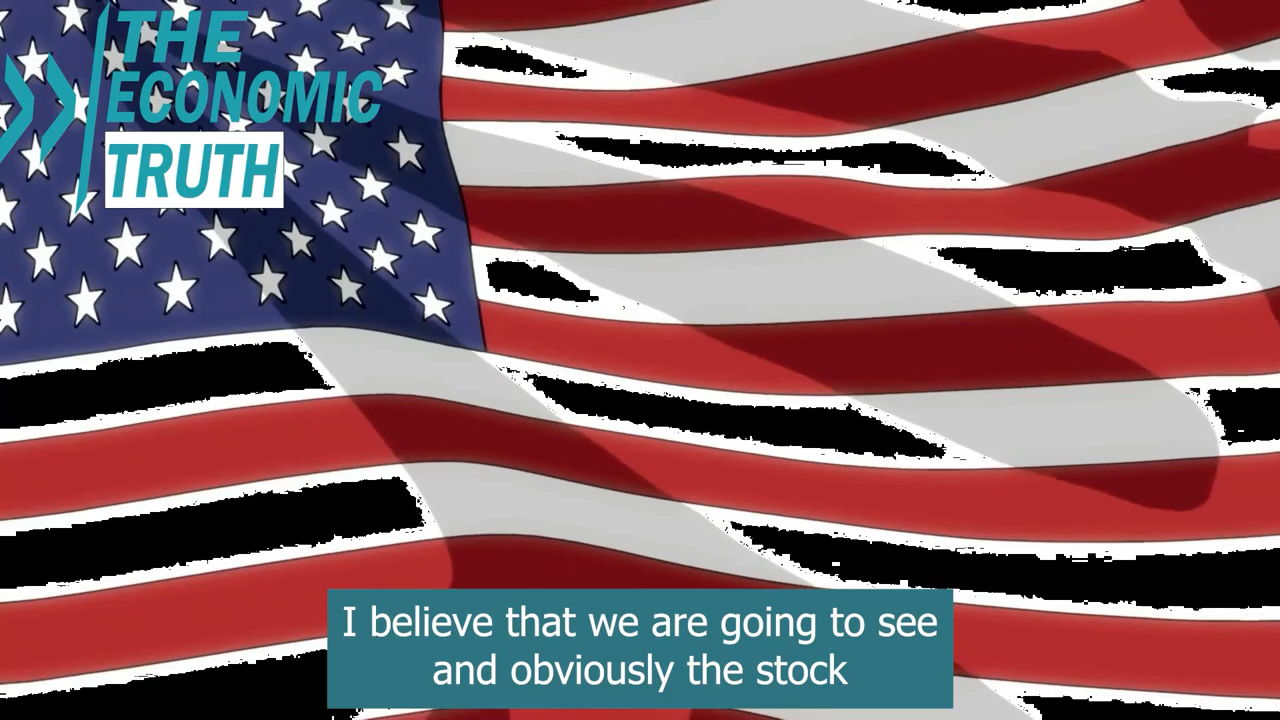 THE
ECONOMIC
TRUTH
I believe that we are going to see
and obviously the stock